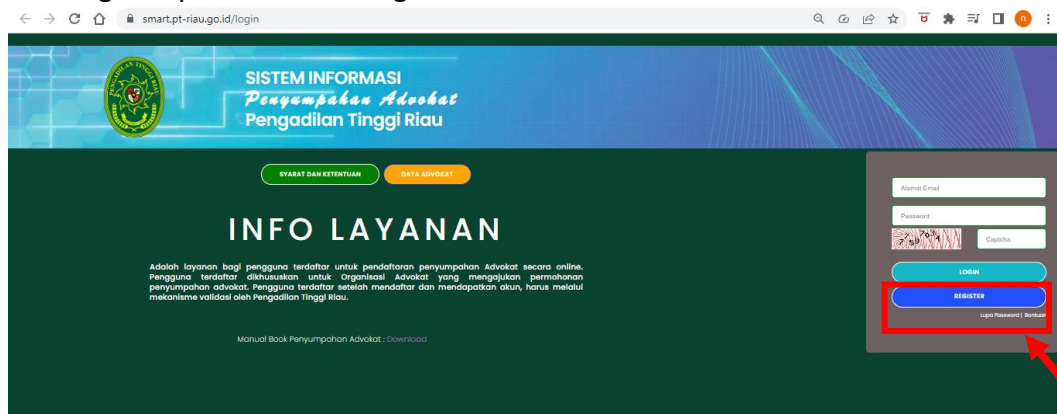 smart.pt-riau.go.id/login
n
SISTEM INFORMASI
Penyumpahan Advokat
Pengadilan Tinggi Riau
SYARAT DAN KETENTUAN
DATA ADVOKAT
INFO LAYANAN
Adalah layanan bagi pengguna terdaftar untuk pendaftaran penyumpahan Advokat secara online.
Pengguna terdaftar dikhususkan untuk Organisasi Advokat yang mengajukan permohonan
penyumpahan advokat. Pengguna terdaftar setelah mendaftar dan mendapatkan akun, harus melalui
mekanisme validasi oleh Pengadilan Tinggi Riau.
Manual Book Penyumpahan Advokat : Download
Alamat Email
Password
Captcha
LOGIN
REGISTER
Lupa Password | Bantuan